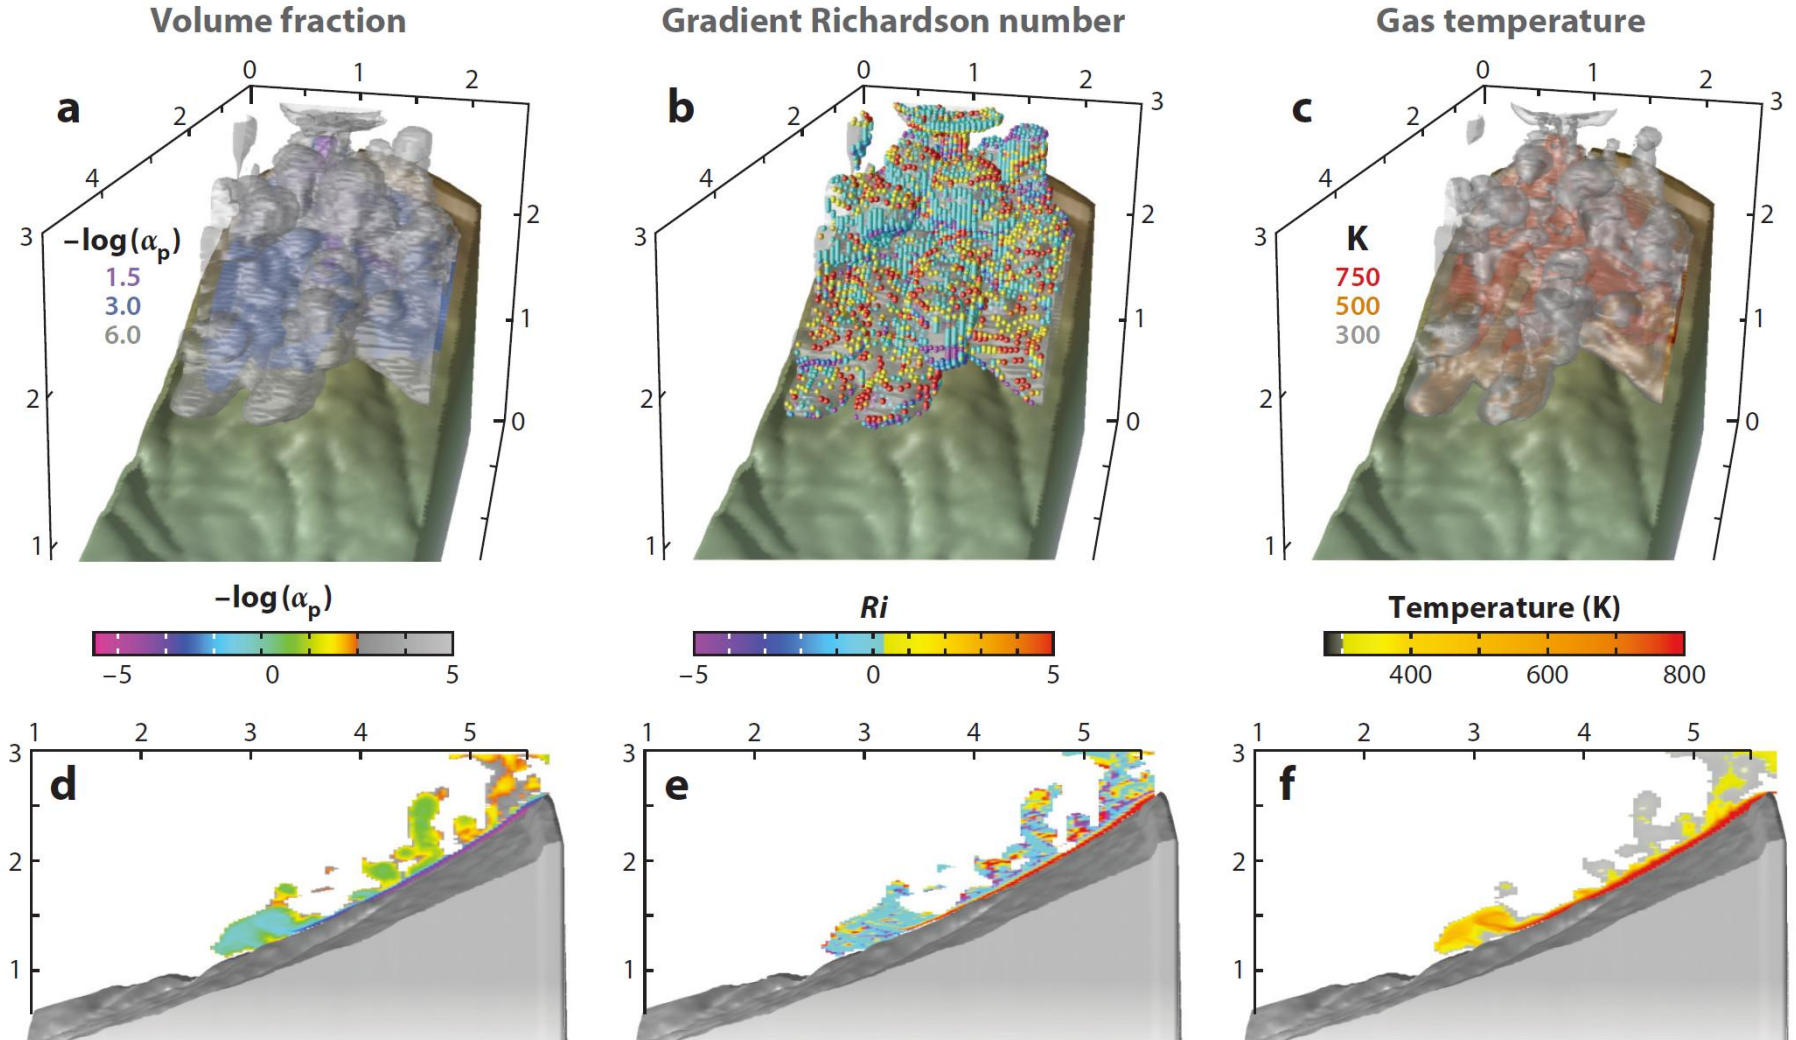 Volume fraction
Gradient Richardson number
Gas temperature
a
0 1 2
2
4
3
2
1
2
1
0
−log(αp)
1.5
3.0
6.0
b
0 1 2 3
2
4
3
2
1
2
1
0
c
0 1 2 3
2
4
3
2
1
2
1
0
K
750
500
300
−log(αp)
−5 0 5
Ri
−5 0 5
Temperature (K)
400 600 800
1 2 3 4 5
3
d
2
1
1 2 3 4 5
3
e
2
1
1 2 3 4 5
3
f
2
1